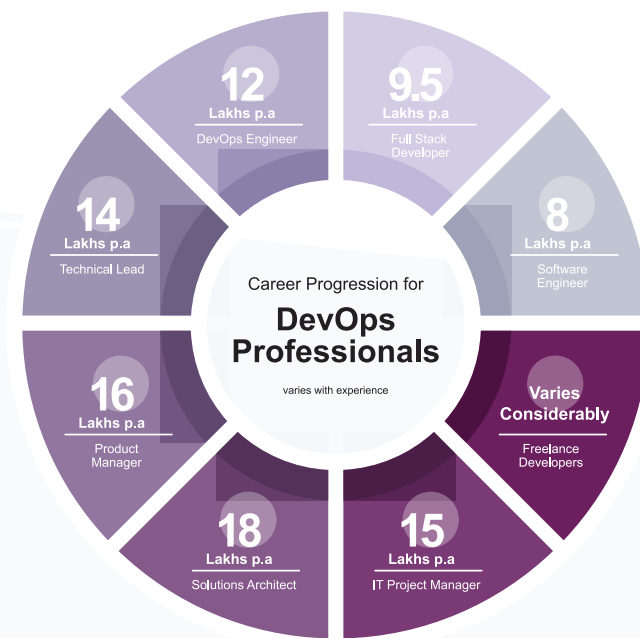 12
Lakhs p.a
DevOps Engineer
9.5
Lakhs p.a
Full Stack
Developer
14
Lakhs p.a
Technical Lead
8
Lakhs p.a
Software
Engineer
Career Progression for
DevOps
Professionals
varies with experience
16
Lakhs p.a
Product
Manager
Varies
Considerably
Freelance
Developers
18
Lakhs p.a
Solutions Architect
15
Lakhs p.a
IT Project Manager